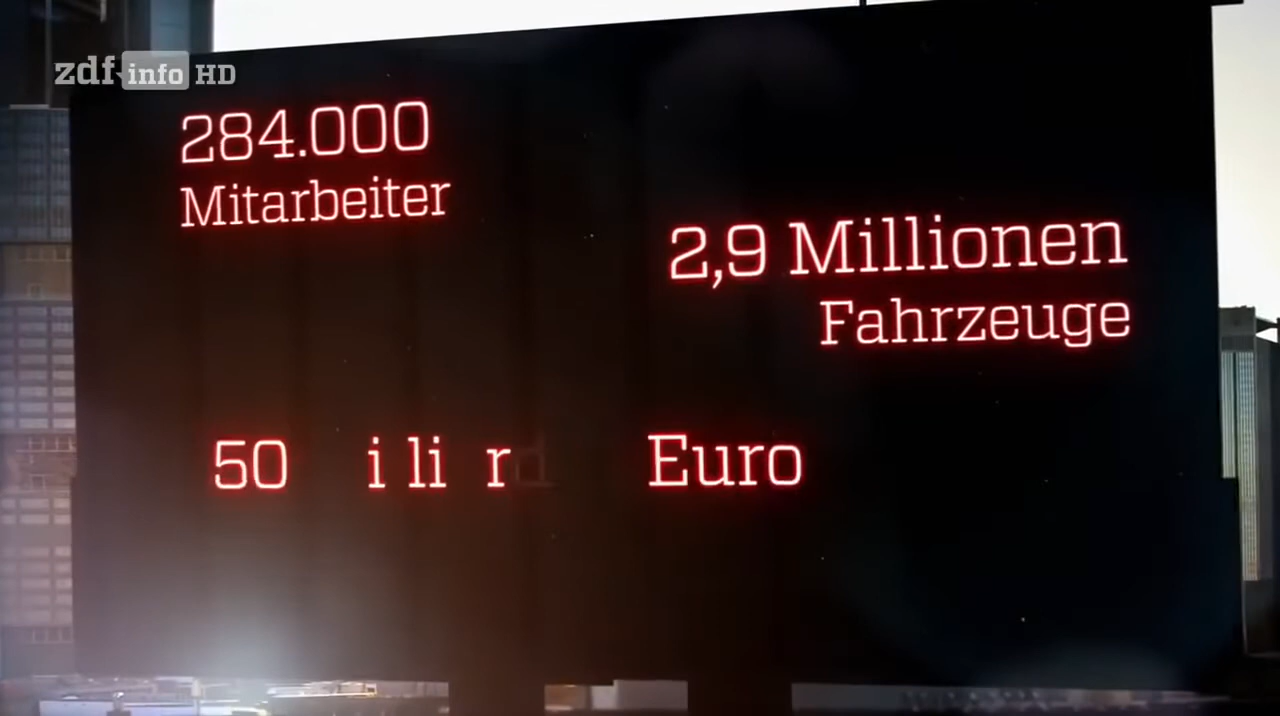 zdf info HD
284.000
Mitarbeiter
2,9 Millionen
Fahrzeuge
50 Euro